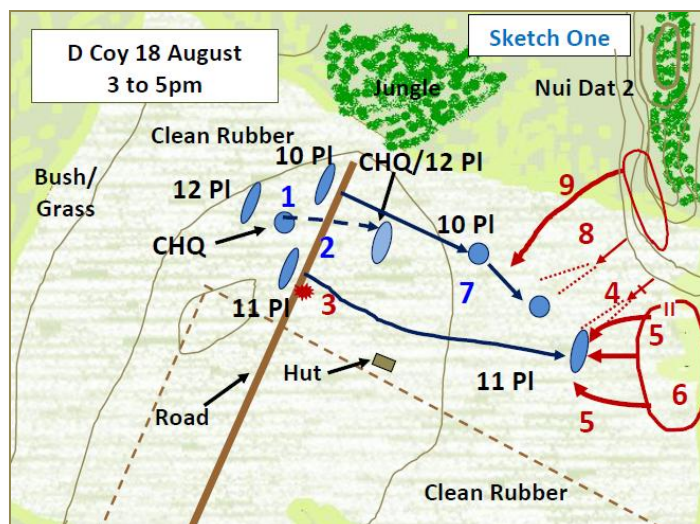 D Coy 18 August
3 to 5pm
Sketch One
Jungle
Nui Dat 2
Clean Rubber
10 Pl
CHQ/12 Pl
Bush/
Grass
12 Pl
1
9
CHQ
2
10 Pl
8
11 Pl
3
7
4
II
5
Hut
11 Pl
6
Road
5
Clean Rubber